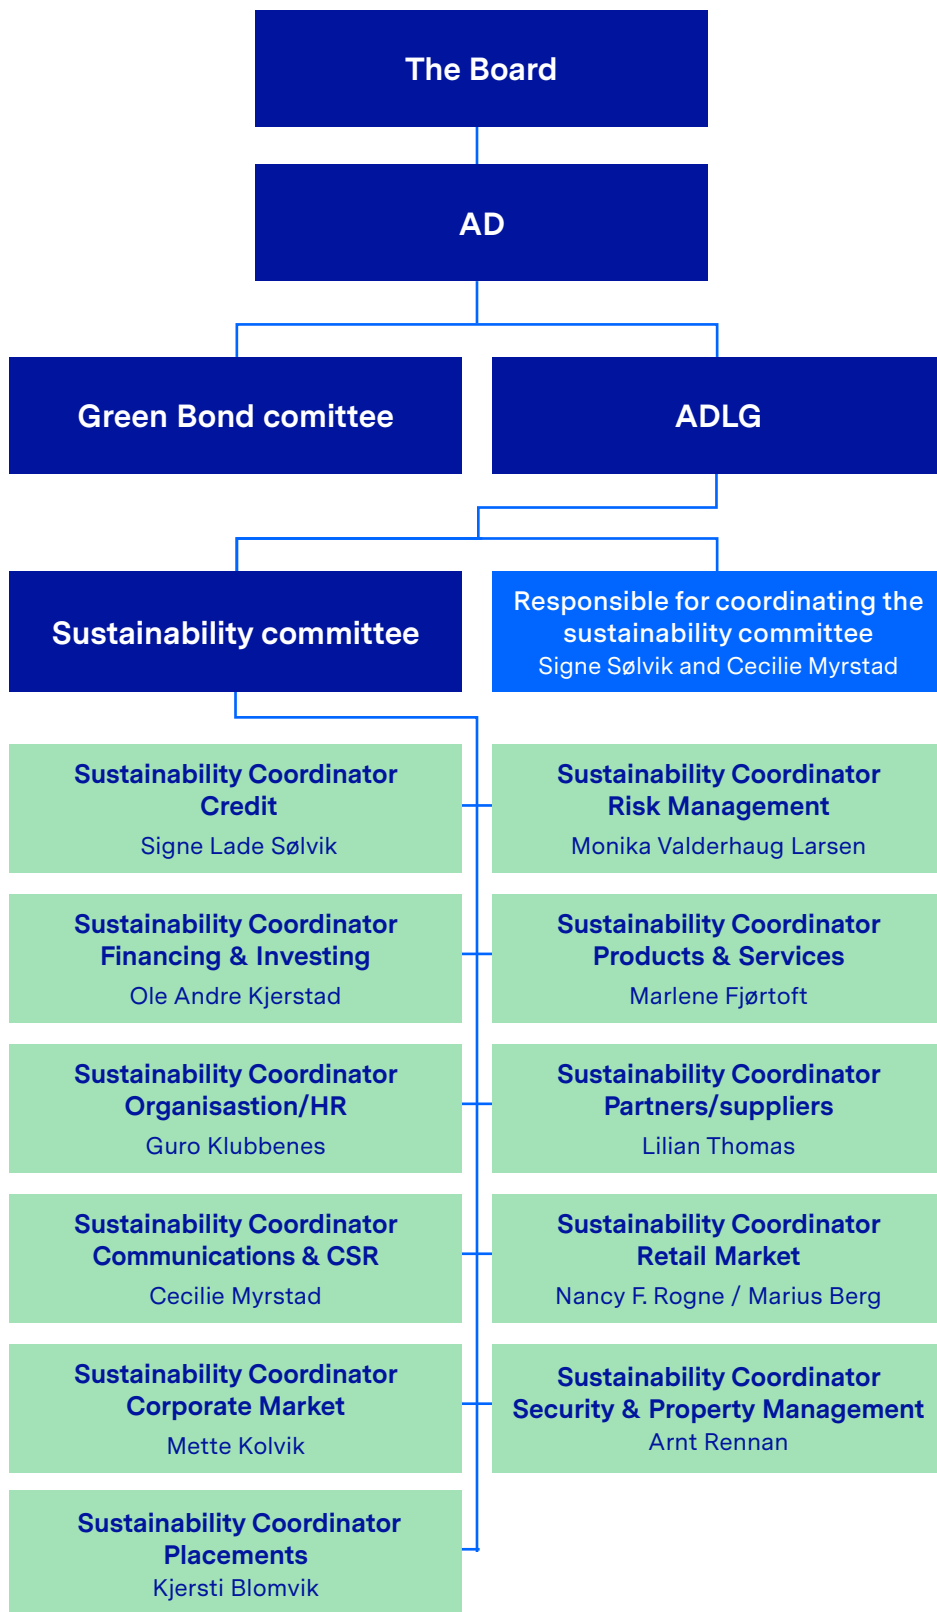 The Board
AD
Green Bond comittee
ADLG
Sustainability committee
Responsible for coordinating the
sustainability committee
Signe Sølvik and Cecilie Myrstad
Sustainability Coordinator
Credit
Signe Lade Sølvik
Sustainability Coordinator
Risk Management
Monika Valderhaug Larsen
Sustainability Coordinator
Financing & Investing
Ole Andre Kjerstad
Sustainability Coordinator
Products & Services
Marlene Fjørtoft
Sustainability Coordinator
Organisastion/HR
Guro Klubbenes
Sustainability Coordinator
Partners/suppliers
Lilian Thomas
Sustainability Coordinator
Communications & CSR
Cecilie Myrstad
Sustainability Coordinator
Retail Market
Nancy F. Rogne / Marius Berg
Sustainability Coordinator
Corporate Market
Mette Kolvik
Sustainability Coordinator
Security & Property Management
Arnt Rennan
Sustainability Coordinator
Placements
Kjersti Blomvik